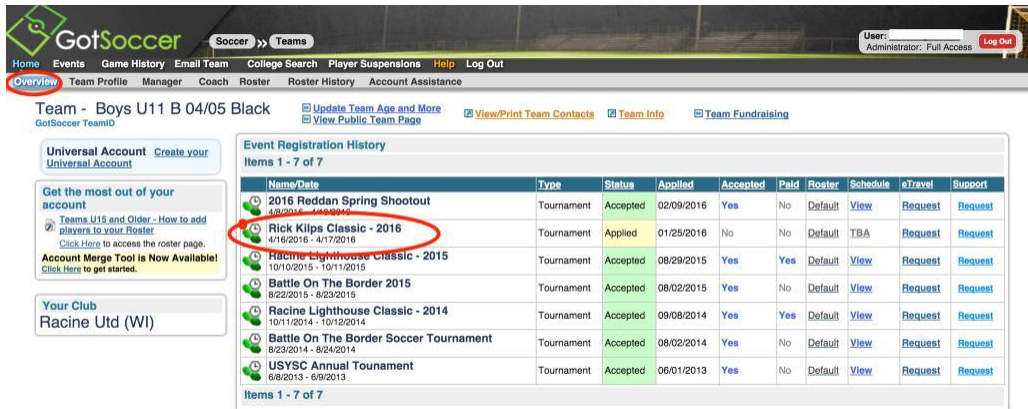 GotSoccer Soccer » Teams User:
Administrator: Full Access Log Out
Home Events Game History Email Team College Search Player Suspensions Help Log Out
Overview Team Profile Manager Coach Roster Roster History Account Assistance
Team - Boys U11 B 04/05 Black
GotSoccer TeamID
Update Team Age and More
View Public Team Page
View/Print Team Contacts Team Info Team Fundraising
Universal Account Create your
Universal Account
Get the most out of your
account
Teams U15 and Older - How to add
players to your Roster
Click Here to access the roster page.
Account Merge Tool is Now Available!
Click Here to get started.
Your Club
Racine Utd (WI)
Event Registration History
Items 1 - 7 of 7
Name/Date Type Status Applied Accepted Paid Roster Schedule eTravel Support
2016 Reddan Spring Shootout Tournament Accepted 02/09/2016 Yes No Default View Request Request
4/8/2016 - 4/10/2016
Rick Kilps Classic - 2016 Tournament Applied 01/25/2016 No No Default TBA Request Request
4/16/2016 - 4/17/2016
Racine Lighthouse Classic - 2015 Tournament Accepted 08/29/2015 Yes Yes Default View Request Request
10/10/2015 - 10/11/2015
Battle On The Border 2015 Tournament Accepted 08/02/2015 Yes No Default View Request Request
8/22/2015 - 8/23/2015
Racine Lighthouse Classic - 2014 Tournament Accepted 09/08/2014 Yes Yes Default View Request Request
10/11/2014 - 10/12/2014
Battle On The Border Soccer Tournament Tournament Accepted 08/02/2014 Yes No Default View Request Request
8/23/2014 - 8/24/2014
USYSC Annual Tounament Tournament Accepted 06/01/2013 Yes No Default View Request Request
6/8/2013 - 6/9/2013
Items 1 - 7 of 7